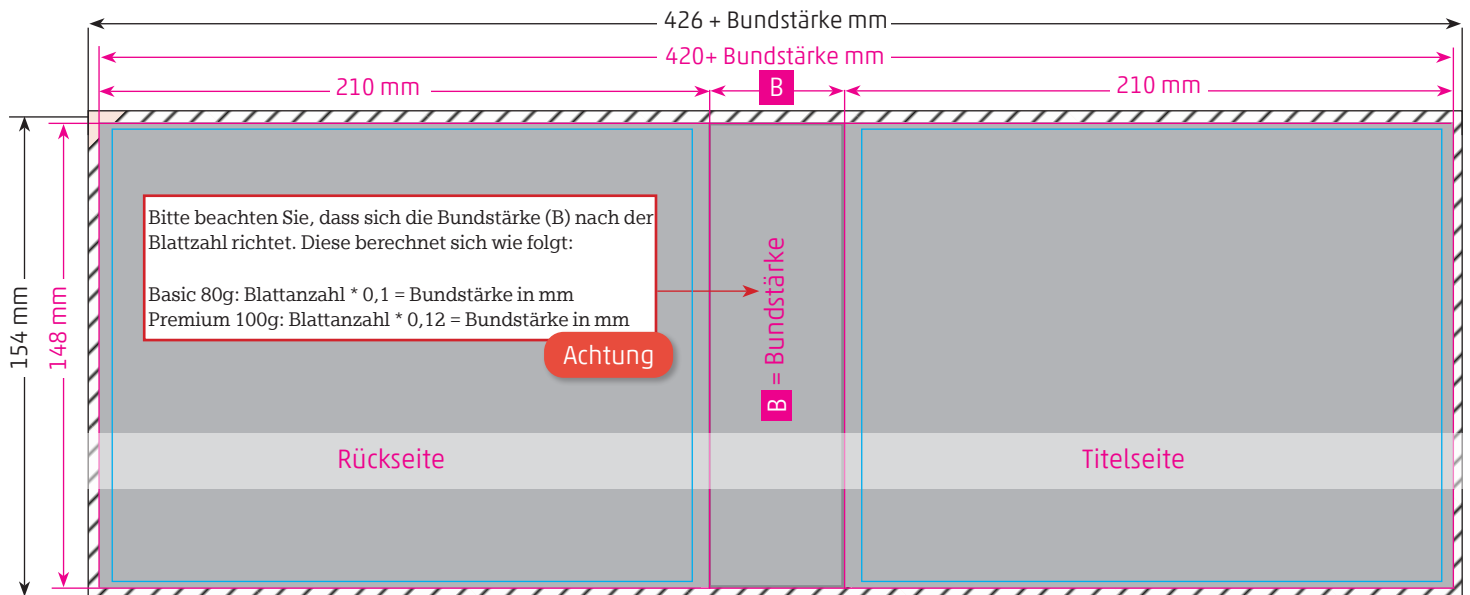 426 + Bundstärke mm
420+ Bundstärke mm
210 mm
B
210 mm
154 mm
148 mm
Bitte beachten Sie, dass sich die Bundstärke (B) nach der
Blattzahl richtet. Diese berechnet sich wie folgt:
Basic 80g: Blattanzahl * 0,1 = Bundstärke in mm
Premium 100g: Blattanzahl * 0,12 = Bundstärke in mm
Achtung
B = Bundstärke
Rückseite
Titelseite